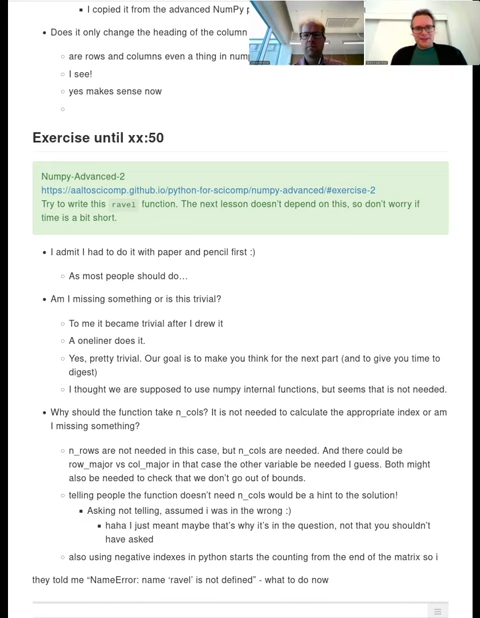 I copied it from the advanced NumPy
Does it only change the heading of the column
are rows and columns even a thing in num
I see!
yes makes sense now
Exercise until xx:50
Numpy-Advanced-2
https://aaltoscicomp.github.io/python-for-scicomp/numpy-advanced/#exercise-2
Try to write this ravel function. The next lesson doesn't depend on this, so don't worry if
time is a bit short.
I admit I had to do it with paper and pencil first :)
As most people should do…
Am I missing something or is this trivial?
To me it became trivial after I drew it
A oneliner does it.
Yes, pretty trivial. Our goal is to make you think for the next part (and to give you time to
digest)
I thought we are supposed to use numpy internal functions, but seems that is not needed.
Why should the function take n_cols? It is not needed to calculate the appropriate index or am
I missing something?
n_rows are not needed in this case, but n_cols are needed. And there could be
row_major vs col_major in that case the other variable be needed I guess. Both might
also be needed to check that we don't go out of bounds.
telling people the function doesn't need n_cols would be a hint to the solution!
Asking not telling, assumed i was in the wrong :)
haha I just meant maybe that's why it's in the question, not that you shouldn't
have asked
also using negative indexes in python starts the counting from the end of the matrix so i
they told me "NameError: name 'ravel' is not defined" - what to do now